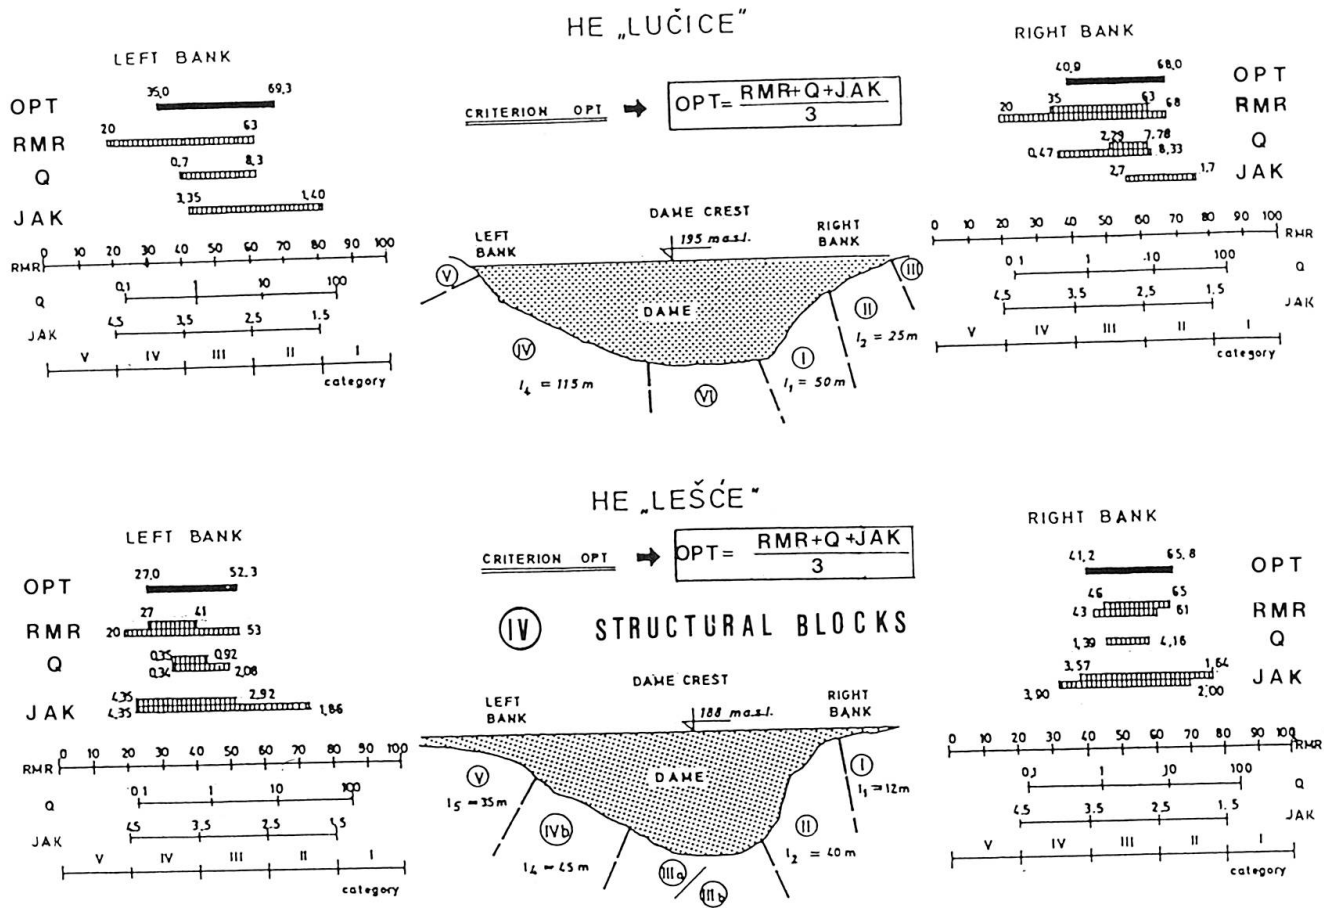 HE „LUČICE"
LEFT BANK
35,0 69,3
OPT
20 63
RMR
0,7 8,3
Q
3,35 1,40
JAK
0 10 20 30 40 50 60 70 80 90 100
RMR
0,1 1 10 100
Q
4,5 3,5 2,5 1.5
JAK
V IV III II I
category
CRITERION OPT
OPT= RMR+Q+JAK
3
DAME CREST
195 m a.s.l.
LEFT
BANK
RIGHT
BANK
V
DAME
III
II
l2 = 25m
IV
I
l4 = 115 m
l1 = 50m
VI
RIGHT BANK
40,9 68,0
OPT
35 63
20 68
RMR
2,29 7,78
0,47 8,33
Q
2,7 1,7
JAK
0 10 20 30 40 50 60 70 80 90 100
RMR
0 1 1 10 100
Q
4,5 3,5 2,5 1,5
JAK
V IV III II I
category
HE „LEŠĆE"
LEFT BANK
27,0 52,3
OPT
27 41
RMR
20 53
0,35 0,92
Q
0,34 2,08
4,35 2,92
JAK
4,35 1,86
0 10 20 30 40 50 60 70 80 90 100
RMR
0.1 1 10 100
Q
4,5 3,5 2,5 1,5
JAK
V IV III II I
category
CRITERION OPT
OPT= RMR+Q+JAK
3
IV STRUCTURAL BLOCKS
DAME CREST
188 m a.s.l.
LEFT
BANK
RIGHT
BANK
V
DAME
I
l5 = 35m
l1 = 12m
IVb
II
l4 = 45m
l2 = 40 m
IIIa
IIIb
RIGHT BANK
41,2 65,8
OPT
46 65
43 61
RMR
1,39 4,16
Q
3,57 1,64
3,90 2,00
JAK
0 10 20 30 40 50 60 70 80 90 100
RMR
0,1 1 10 100
Q
4.5 3.5 2.5 1.5
JAK
V IV III II I
category